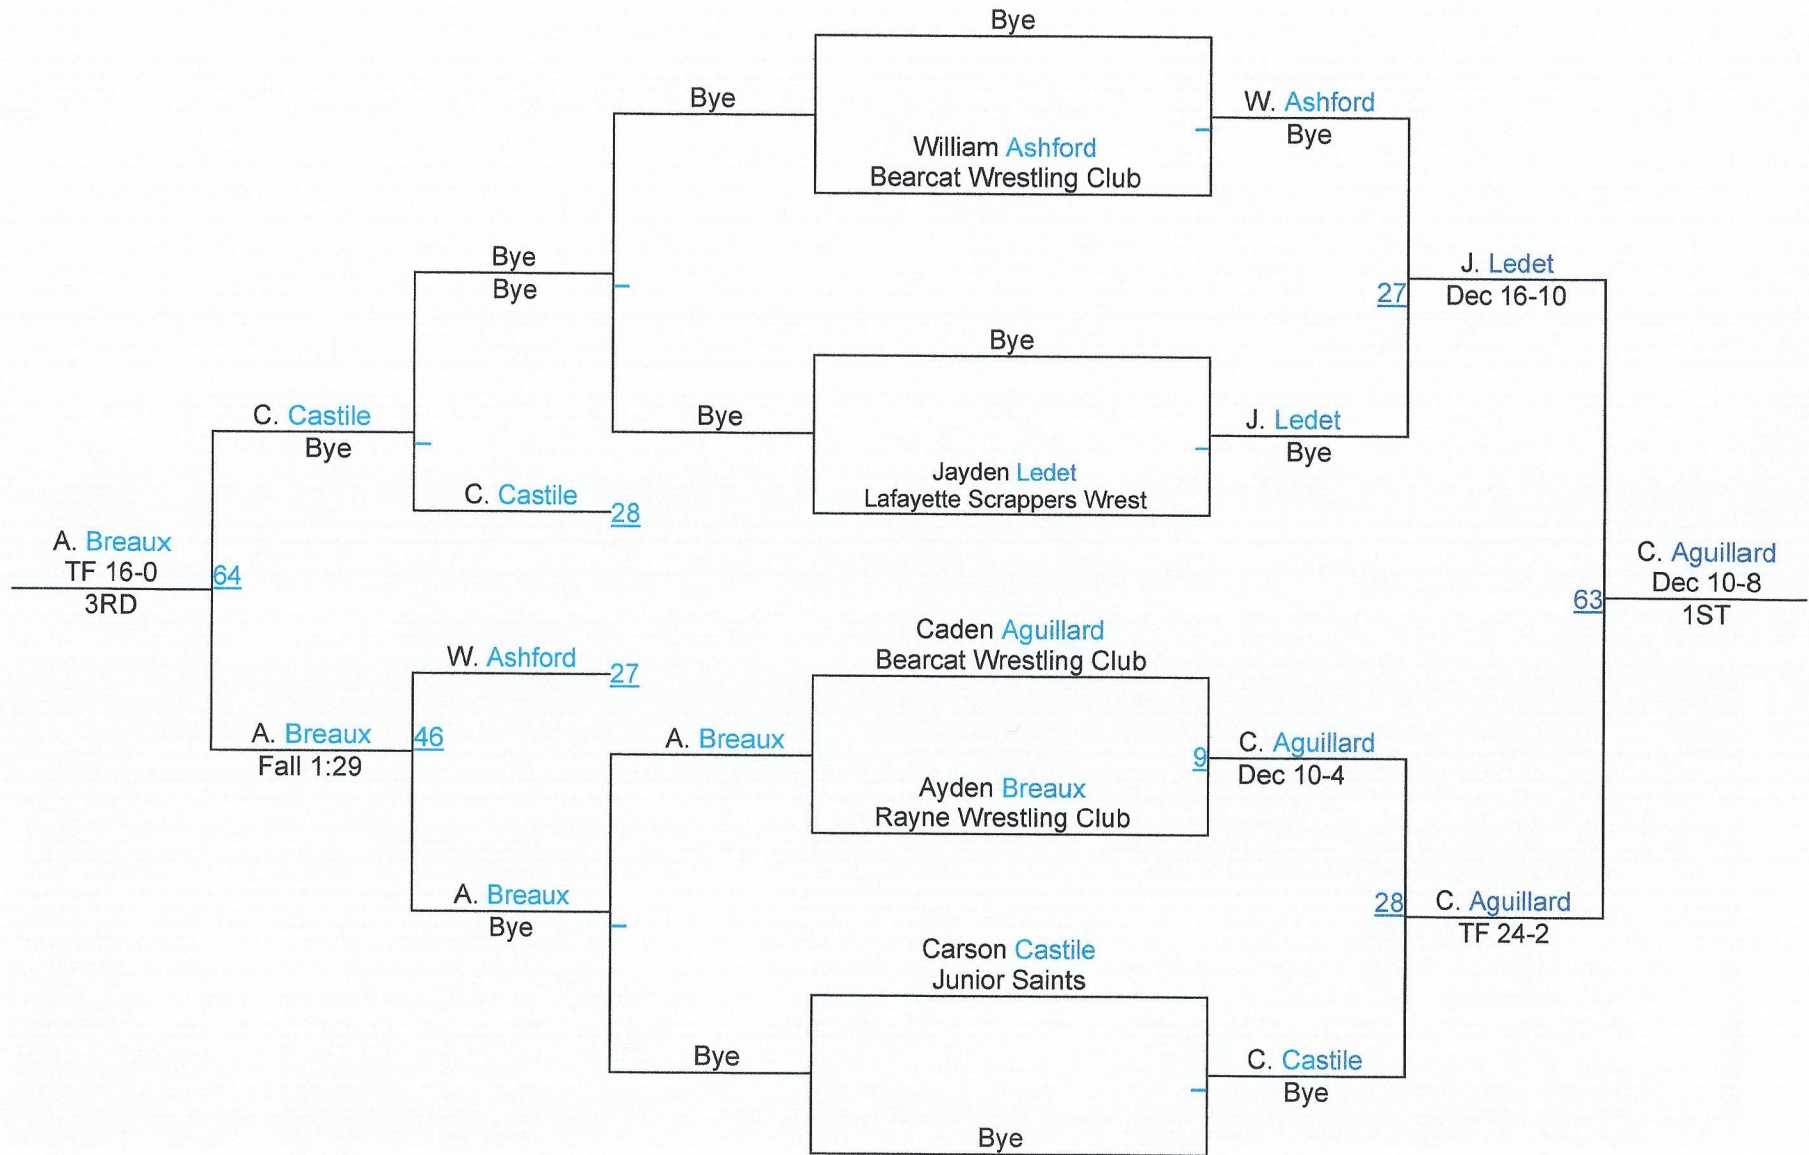 Bye
Bye
W. Ashford
Bye
William Ashford
Bearcat Wrestling Club
Bye
Bye
J. Ledet
Dec 16-10
27
Bye
C. Castile
Bye
Bye
J. Ledet
Bye
Jayden Ledet
Lafayette Scrappers Wrest
C. Castile
28
A. Breaux
TF 16-0
3RD
64
C. Aguillard
Dec 10-8
1ST
63
Caden Aguillard
Bearcat Wrestling Club
W. Ashford
27
A. Breaux
Fall 1:29
46
A. Breaux
9
C. Aguillard
Dec 10-4
Ayden Breaux
Rayne Wrestling Club
A. Breaux
Bye
28
C. Aguillard
TF 24-2
Carson Castile
Junior Saints
Bye
C. Castile
Bye
Bye